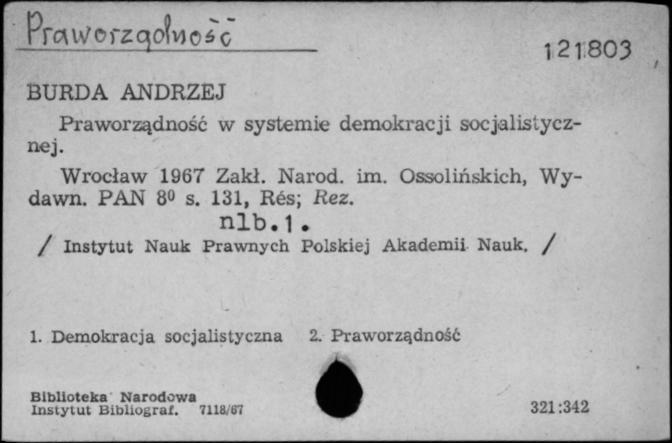 Praworządność
121803
BURDA ANDRZEJ
Praworządność w systemie demokracji socjalistycz-
nej.
Wrocław 1967 Zakł. Narod. im. Ossolińskich, Wy-
dawn. PAN 8⁰ s. 131, Rés; Rez.
nlb.1.
/ Instytut Nauk Prawnych Polskiej Akademii Nauk. /
1. Demokracja socjalistyczna 2. Praworządność
Biblioteka Narodowa
Instytut Bibliograf. 7118/67
321:342